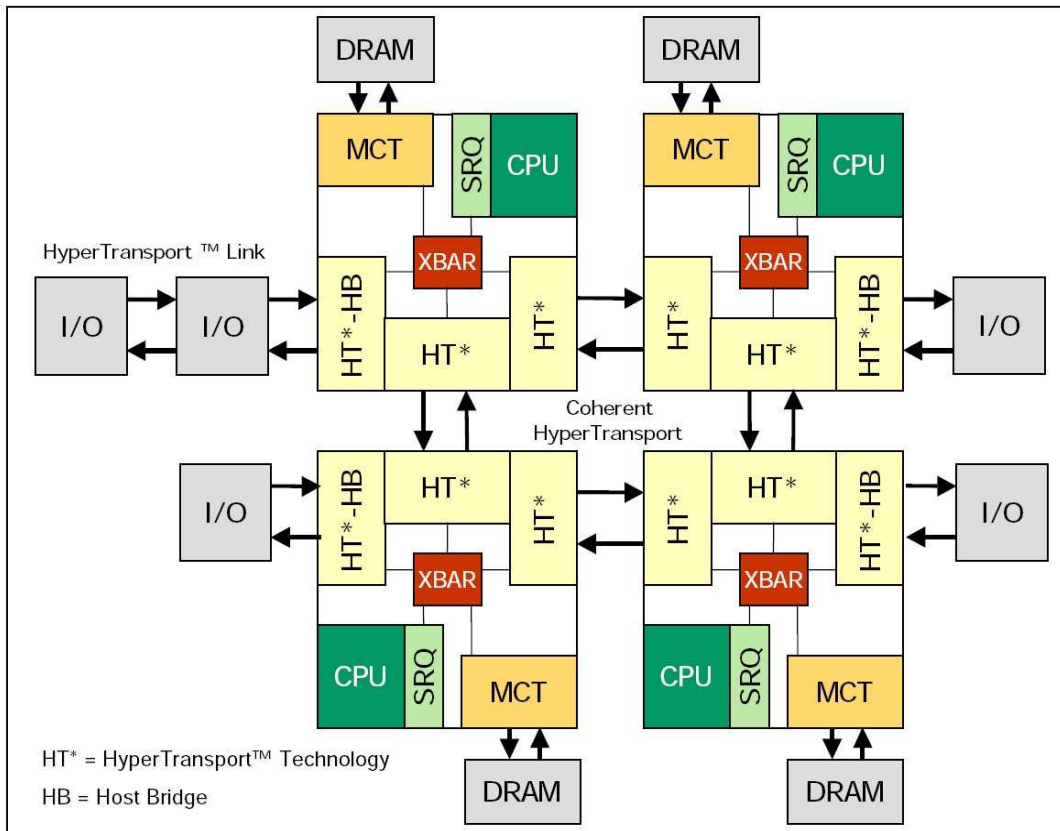 DRAM
DRAM
MCT
SRQ
CPU
MCT
SRQ
CPU
HyperTransport ™ Link
XBAR
XBAR
I/O
I/O
HT*-HB
HT*
HT*
HT*
HT*
HT*-HB
I/O
Coherent
HyperTransport
I/O
HT*-HB
HT*
HT*
HT*
HT*
HT*-HB
I/O
XBAR
XBAR
CPU
SRQ
MCT
CPU
SRQ
MCT
HT* = HyperTransport™ Technology
HB = Host Bridge
DRAM
DRAM